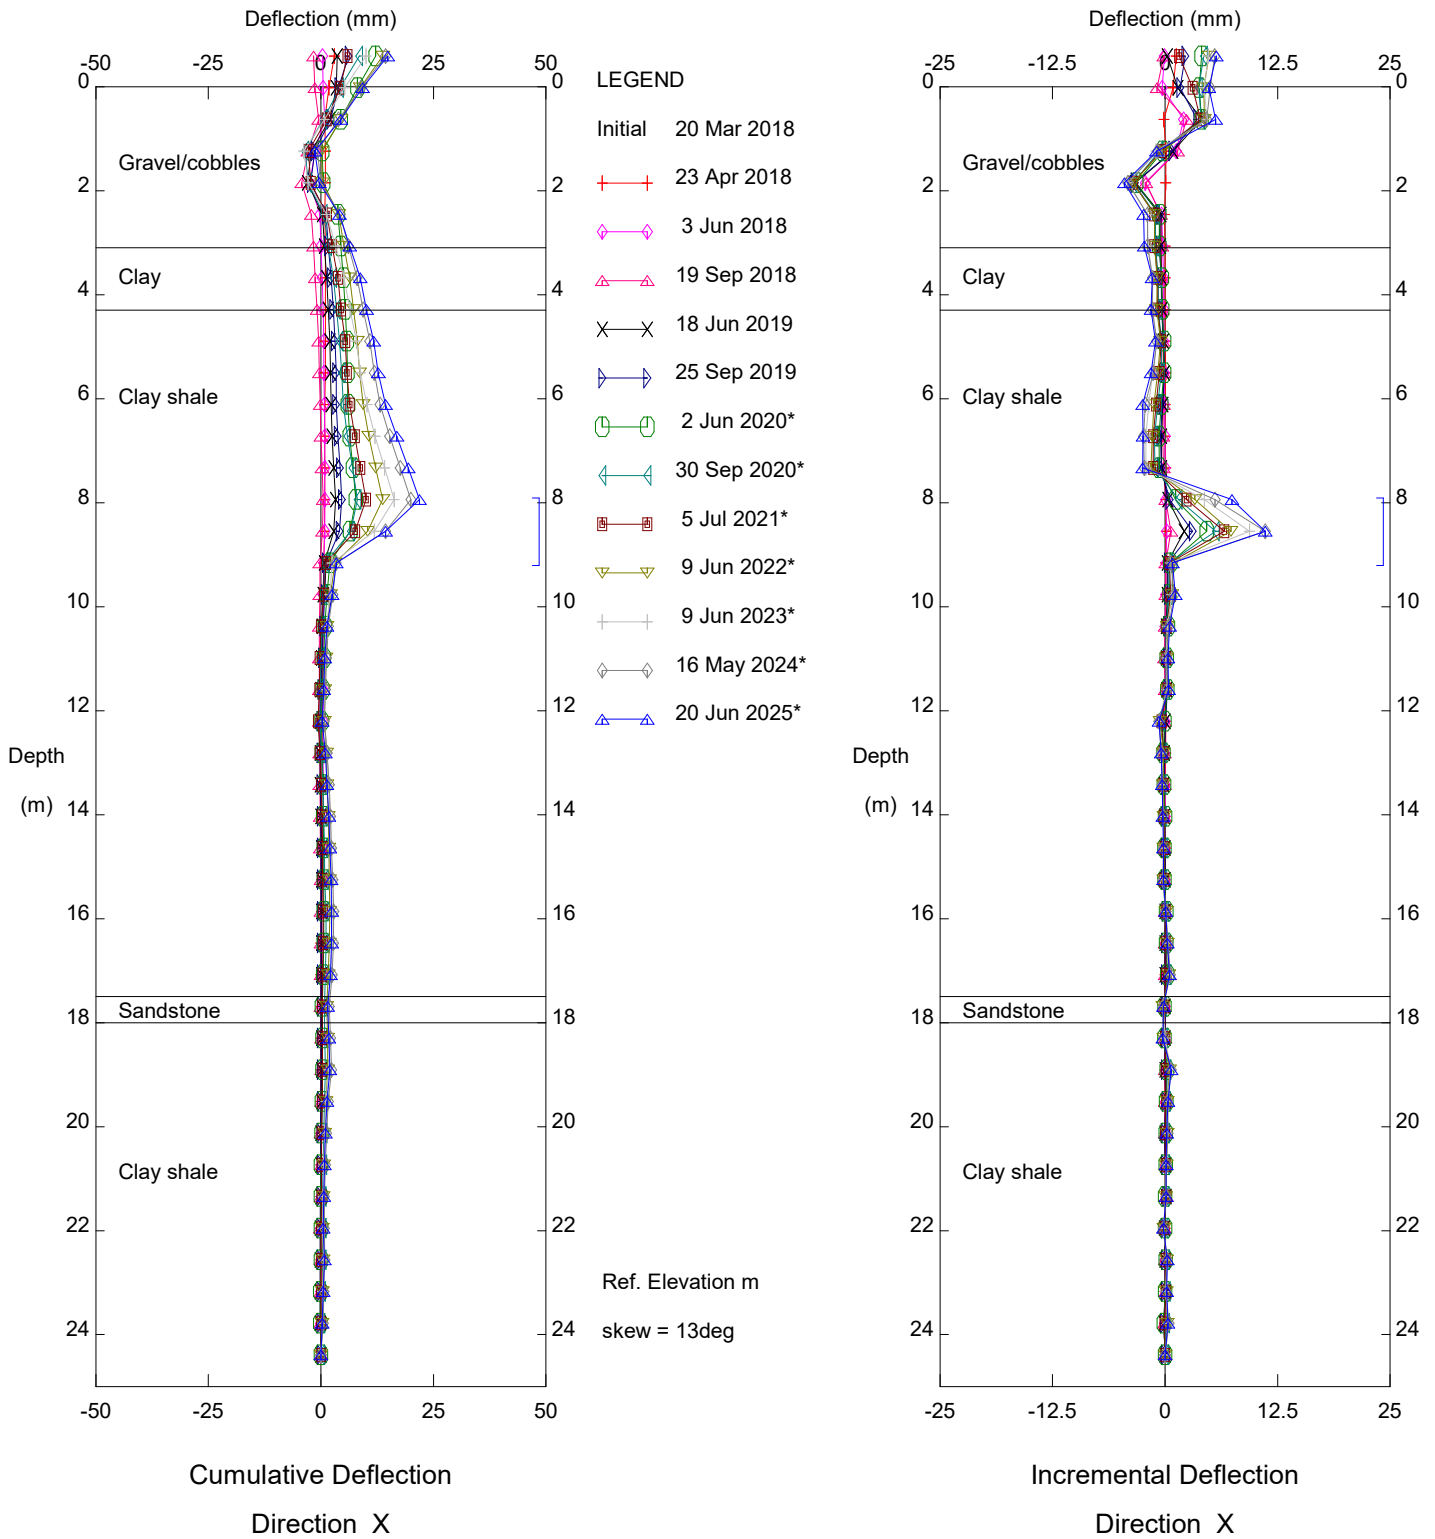 Deflection (mm)
-50 -25 0 25 50
0 0
Gravel/cobbles
2 2
Clay
4 4
Clay shale
6 6
8 8
10 10
12 12
Depth
(m)
14 14
16 16
Sandstone
18 18
20 20
Clay shale
22 22
24 24
-50 -25 0 25 50
Cumulative Deflection
Direction X
LEGEND
Initial 20 Mar 2018
23 Apr 2018
3 Jun 2018
19 Sep 2018
18 Jun 2019
25 Sep 2019
2 Jun 2020*
30 Sep 2020*
5 Jul 2021*
9 Jun 2022*
9 Jun 2023*
16 May 2024*
20 Jun 2025*
Ref. Elevation m
skew = 13deg
Deflection (mm)
-25 -12.5 0 12.5 25
0 0
Gravel/cobbles
2 2
Clay
4 4
Clay shale
6 6
8 8
10 10
12 12
Depth
(m)
14 14
16 16
Sandstone
18 18
20 20
Clay shale
22 22
24 24
-25 -12.5 0 12.5 25
Incremental Deflection
Direction X